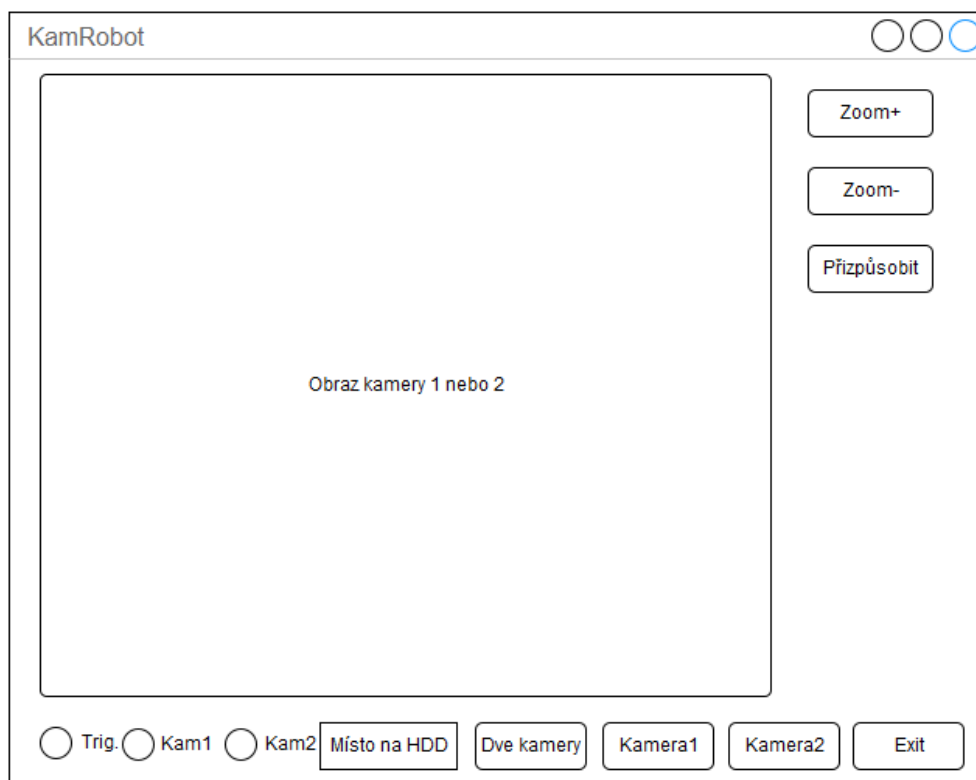 KamRobot
Zoom+
Zoom-
Přizpůsobit
Obraz kamery 1 nebo 2
Trig. Kam1 Kam2 Místo na HDD Dve kamery Kamera1 Kamera2 Exit